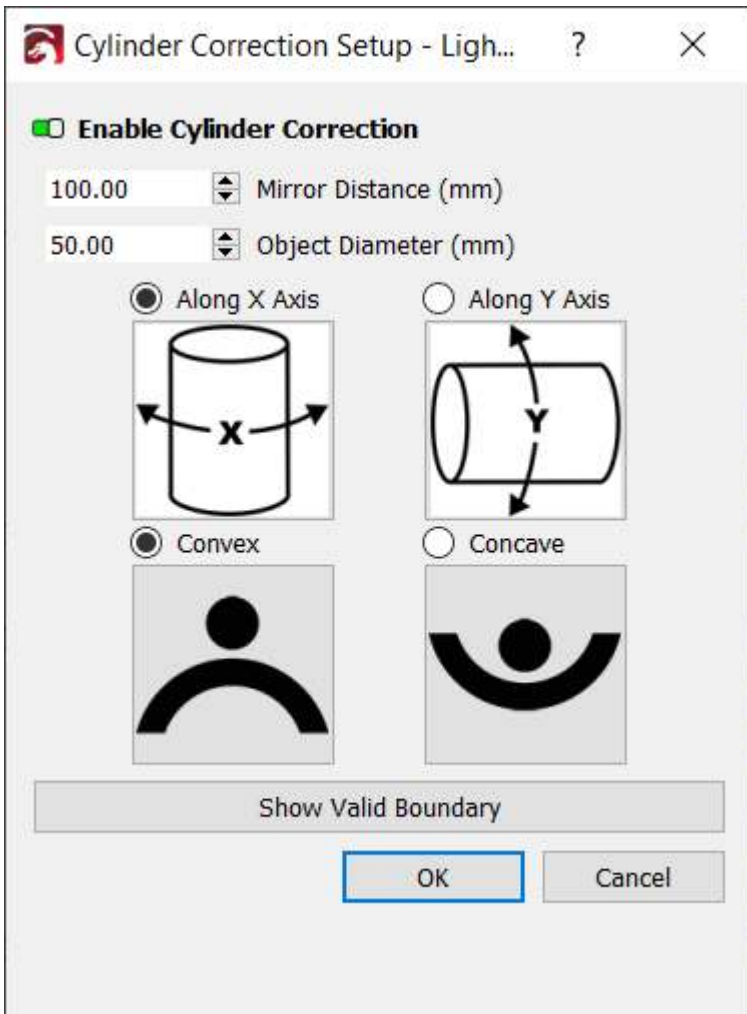 Cylinder Correction Setup - Ligh... ?
Enable Cylinder Correction
100.00 Mirror Distance (mm)
50.00 Object Diameter (mm)
Along X Axis Along Y Axis
X Y
Convex Concave
Show Valid Boundary
OK Cancel